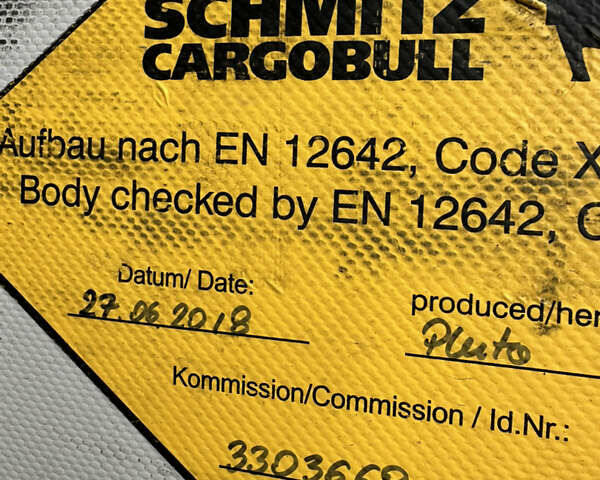 SCHMITZ
CARGOBULL
Aufbau nach EN 12642, Code X
Body checked by EN 12642, C
Datum/ Date:
27.06.2018
produced/her
Pluto
Kommission/Commission / Id.Nr.:
3303669